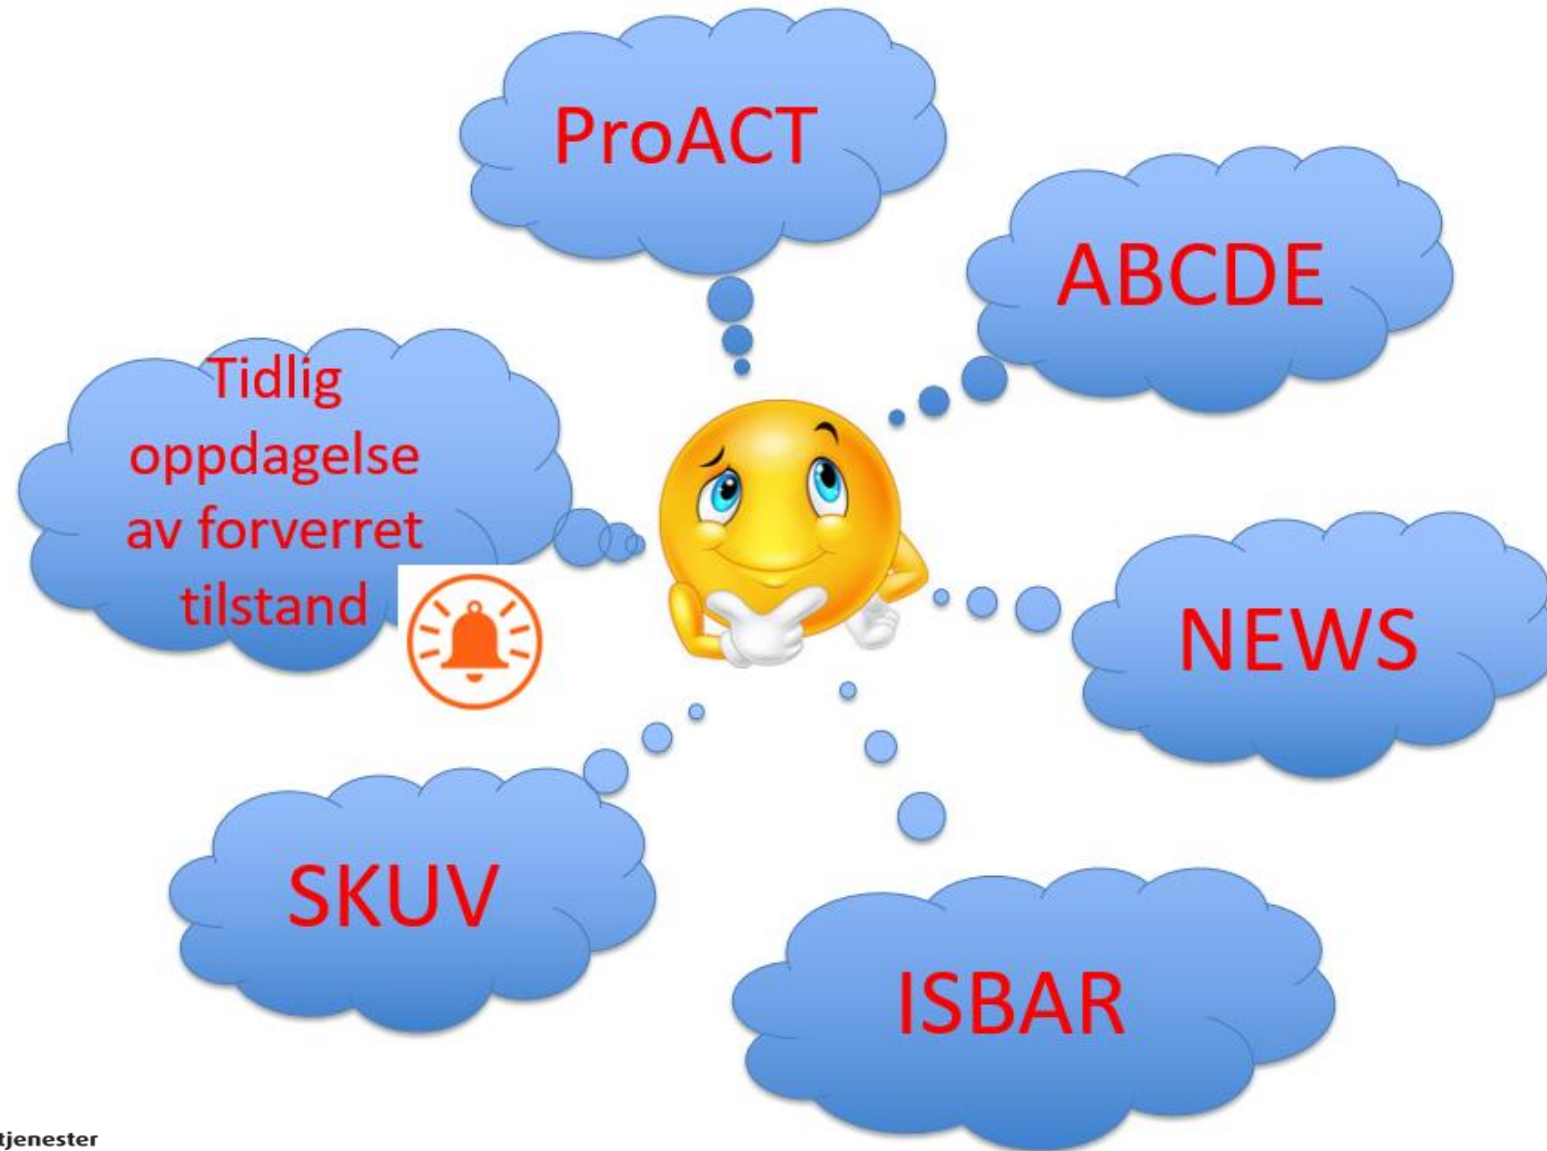 ProACT
ABCDE
Tidlig
oppdagelse
av forverret
tilstand
NEWS
SKUV
ISBAR
tjenester